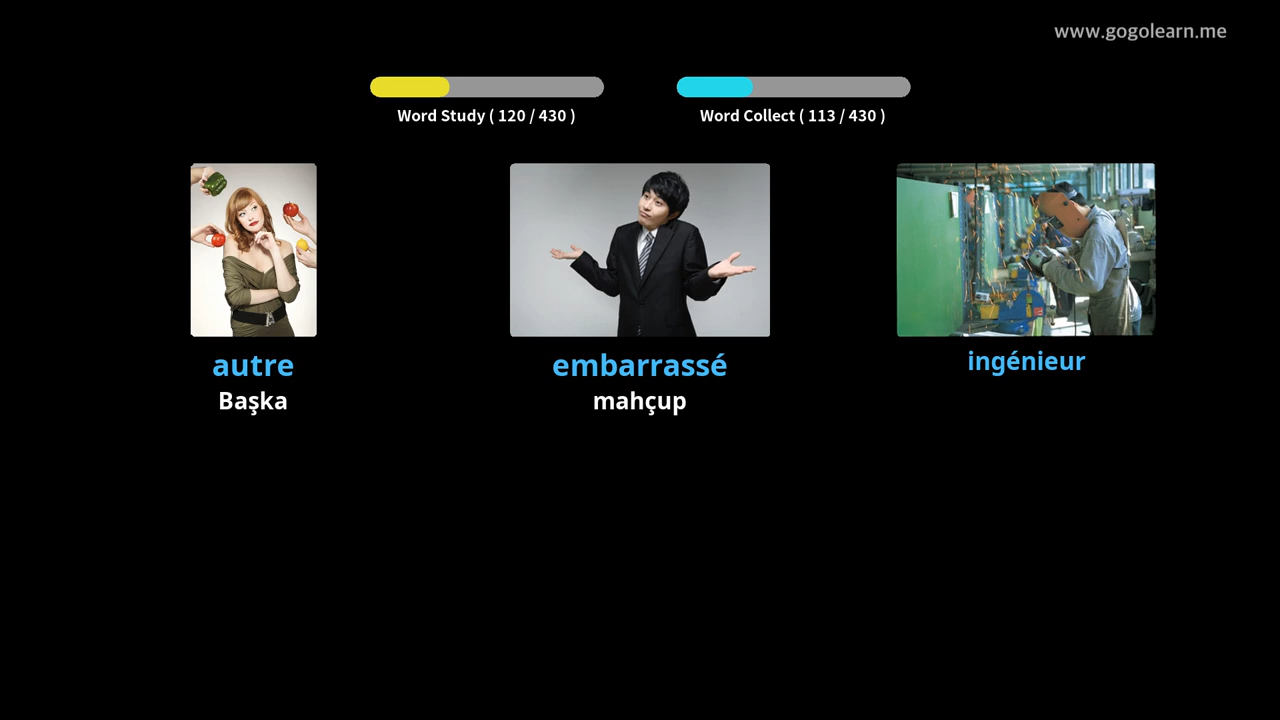 www.gogolearn.me
Word Study ( 120 / 430 )
Word Collect ( 113 / 430 )
autre
Başka
embarrassé
mahçup
ingénieur